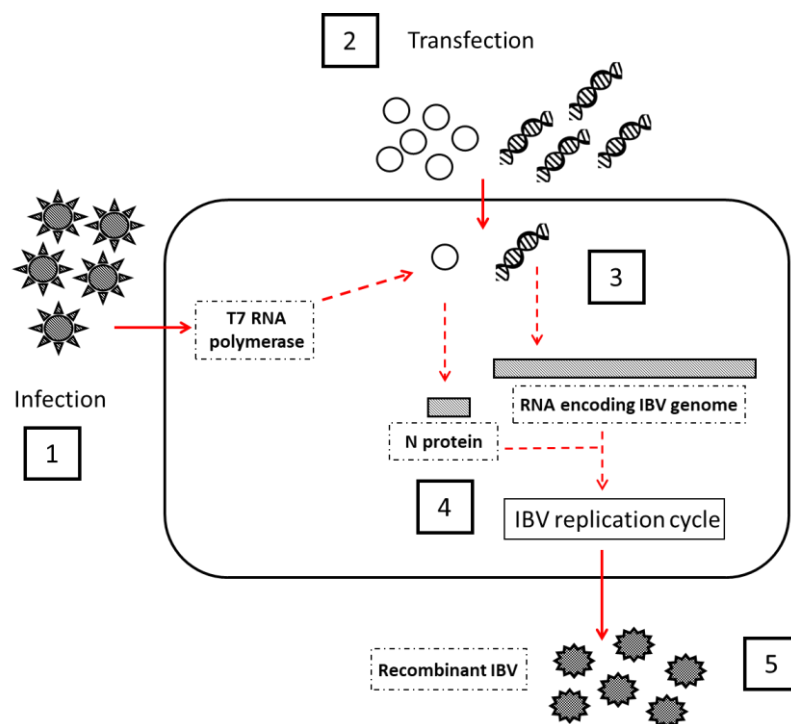 2 Transfection
3
T7 RNA
polymerase
Infection
1
RNA encoding IBV genome
N protein
4
IBV replication cycle
Recombinant IBV
5